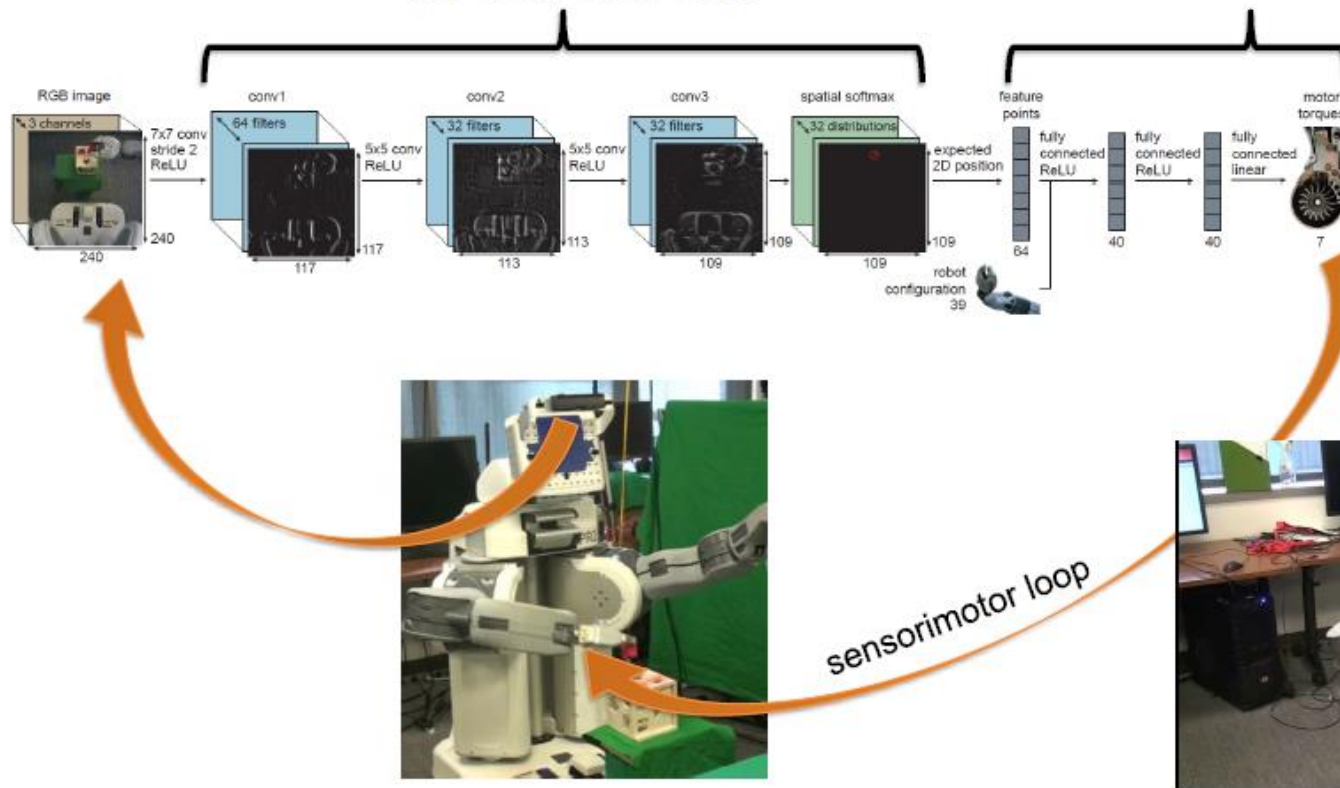 RGB image
3 channels
7x7 conv
stride 2
ReLU
240
240
conv1
64 filters
5x5 conv
ReLU
117
117
conv2
32 filters
5x5 conv
ReLU
113
113
conv3
32 filters
109
109
spatial softmax
32 distributions
expected
2D position
109
109
feature
points
64
fully
connected
ReLU
robot
configuration
39
40
fully
connected
ReLU
40
fully
connected
linear
motor
torques
7
sensorimotor loop